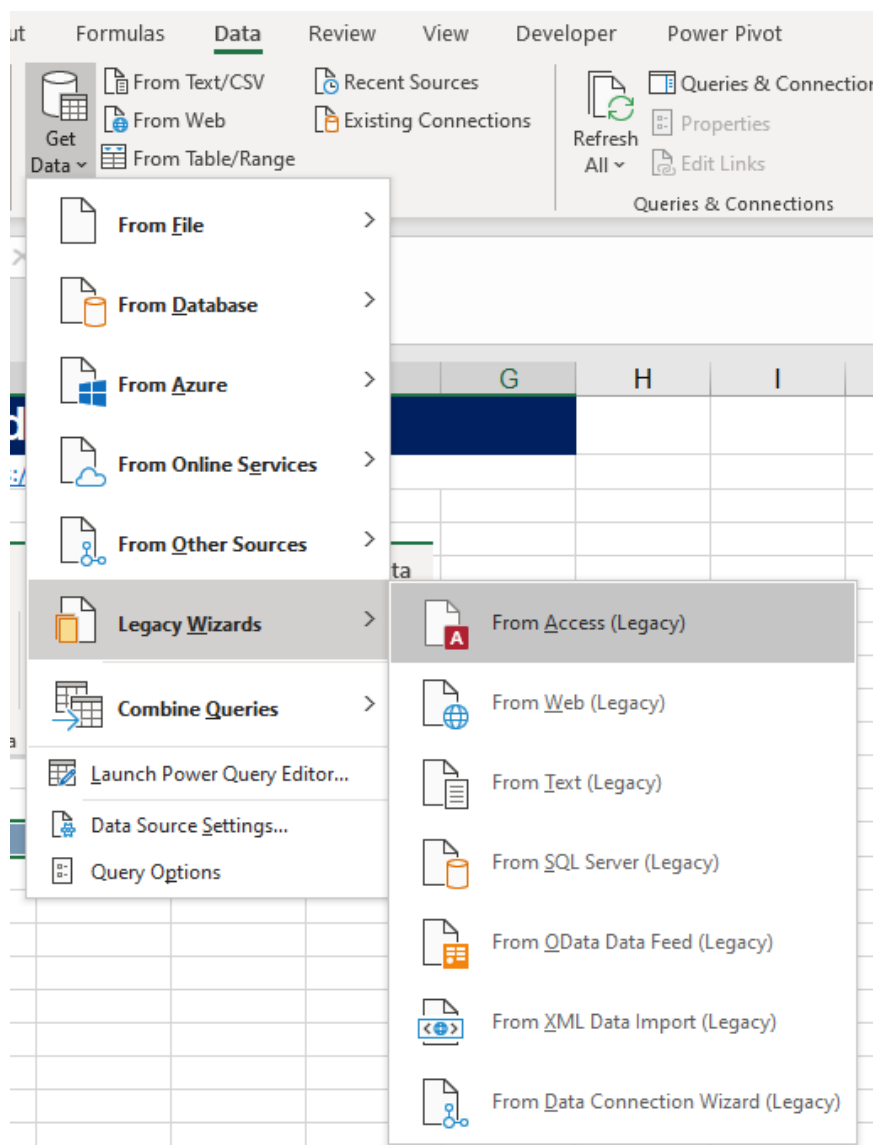 ut Formulas Data Review View Developer Power Pivot
Get Data
From Text/CSV
From Web
From Table/Range
Recent Sources
Existing Connections
Refresh All
Queries & Connection
Properties
Edit Links
Queries & Connections
From File
From Database
From Azure
From Online Services
From Other Sources
Legacy Wizards
Combine Queries
Launch Power Query Editor...
Data Source Settings...
Query Options
G H I
d
s:/
ta
a
From Access (Legacy)
From Web (Legacy)
From Text (Legacy)
From SQL Server (Legacy)
From OData Data Feed (Legacy)
From XML Data Import (Legacy)
From Data Connection Wizard (Legacy)